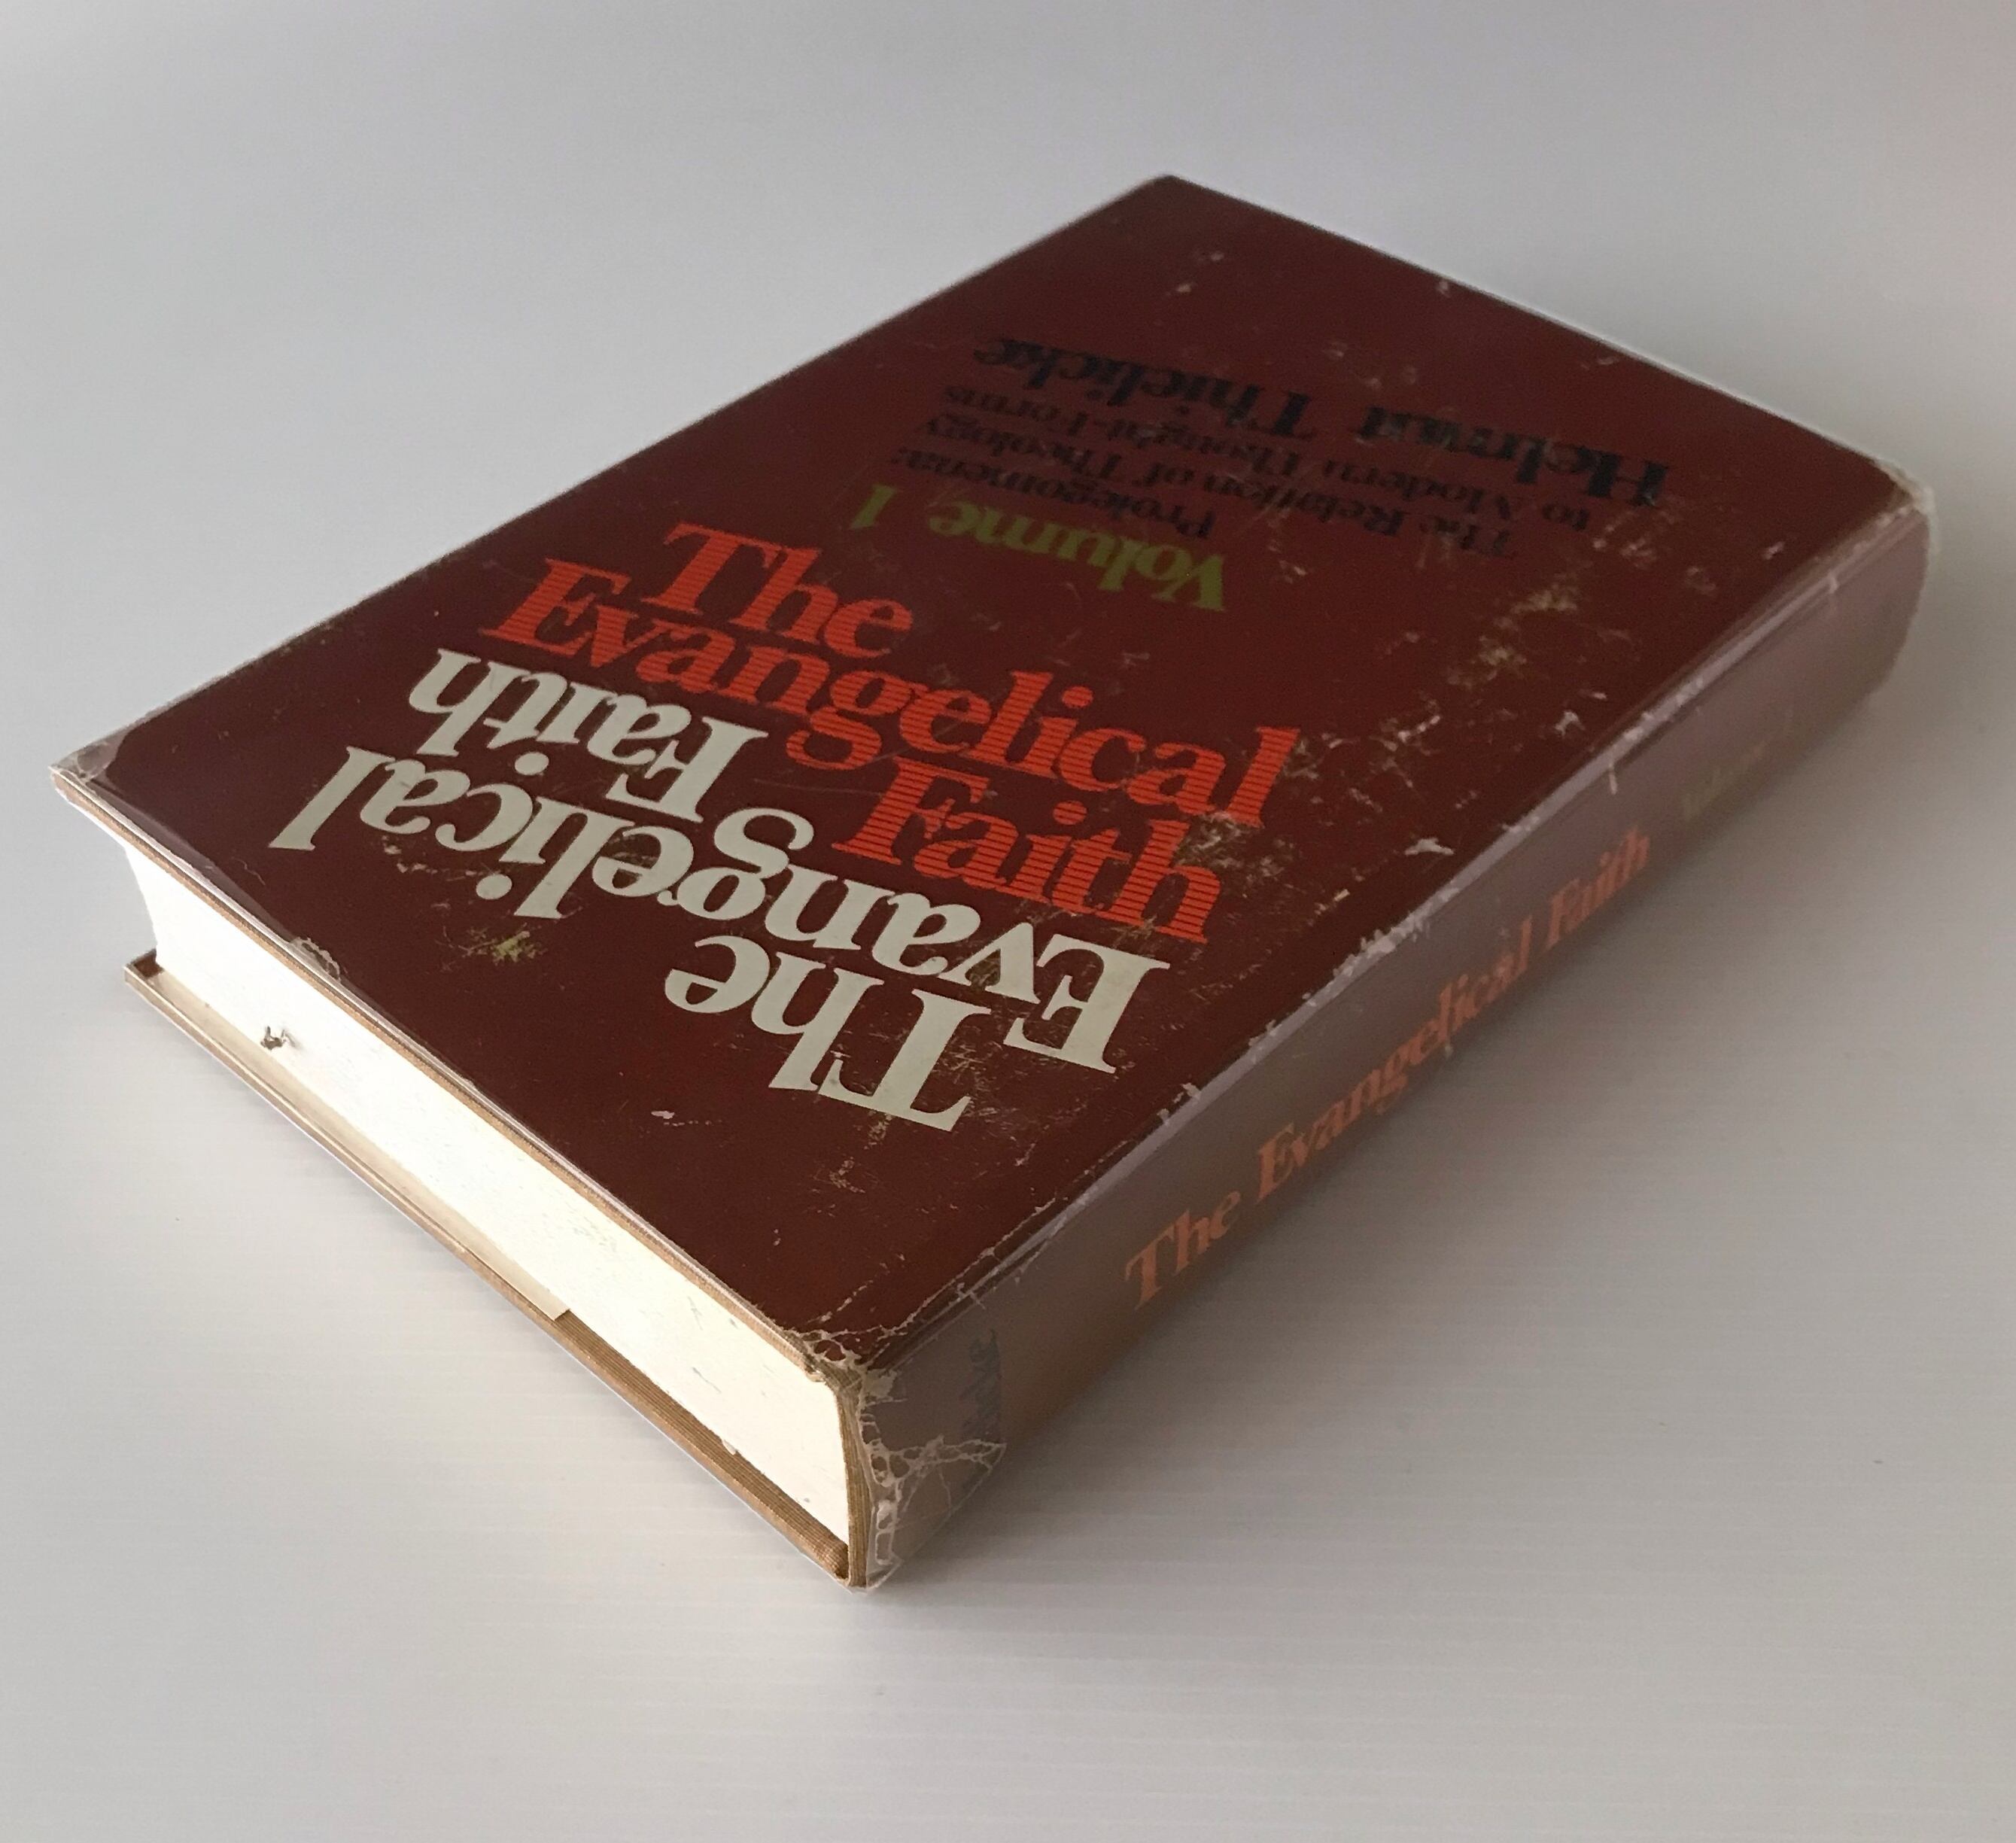 The
Evangelical
Faith
The
Evangelical
Faith
Volume 1
Prolegomena:
The Relation of Theology
to Modern Thought-Forms
Helmut Thielicke
The Evangelical Faith